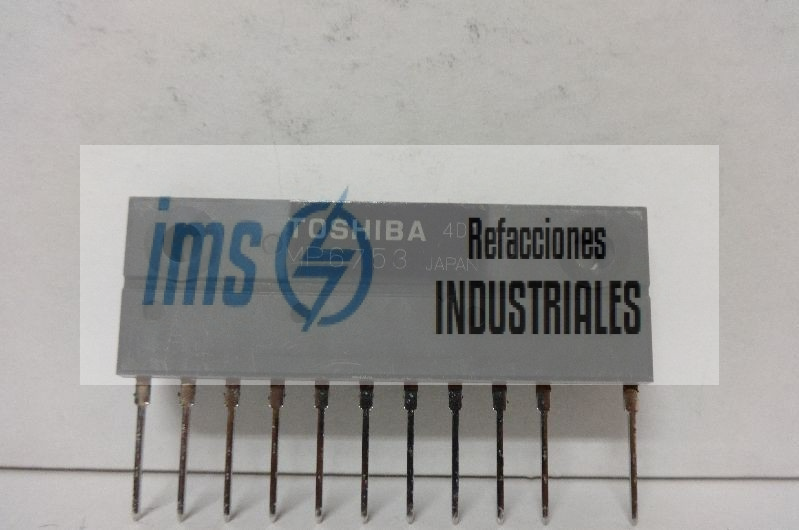 TOSHIBA 4D
MP6753 JAPAN
ims
Refacciones
INDUSTRIALES